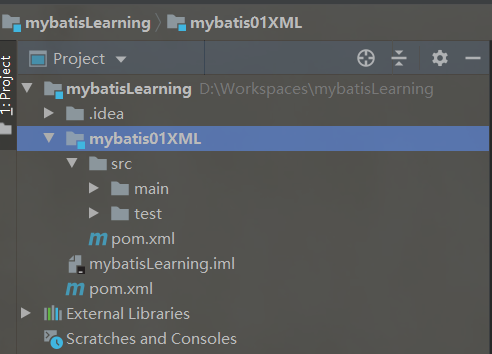 mybatisLearning mybatis01XML
Project
1: Project
mybatisLearning D:\Workspaces\mybatisLearning
.idea
mybatis01XML
src
main
test
pom.xml
mybatisLearning.iml
pom.xml
External Libraries
Scratches and Consoles